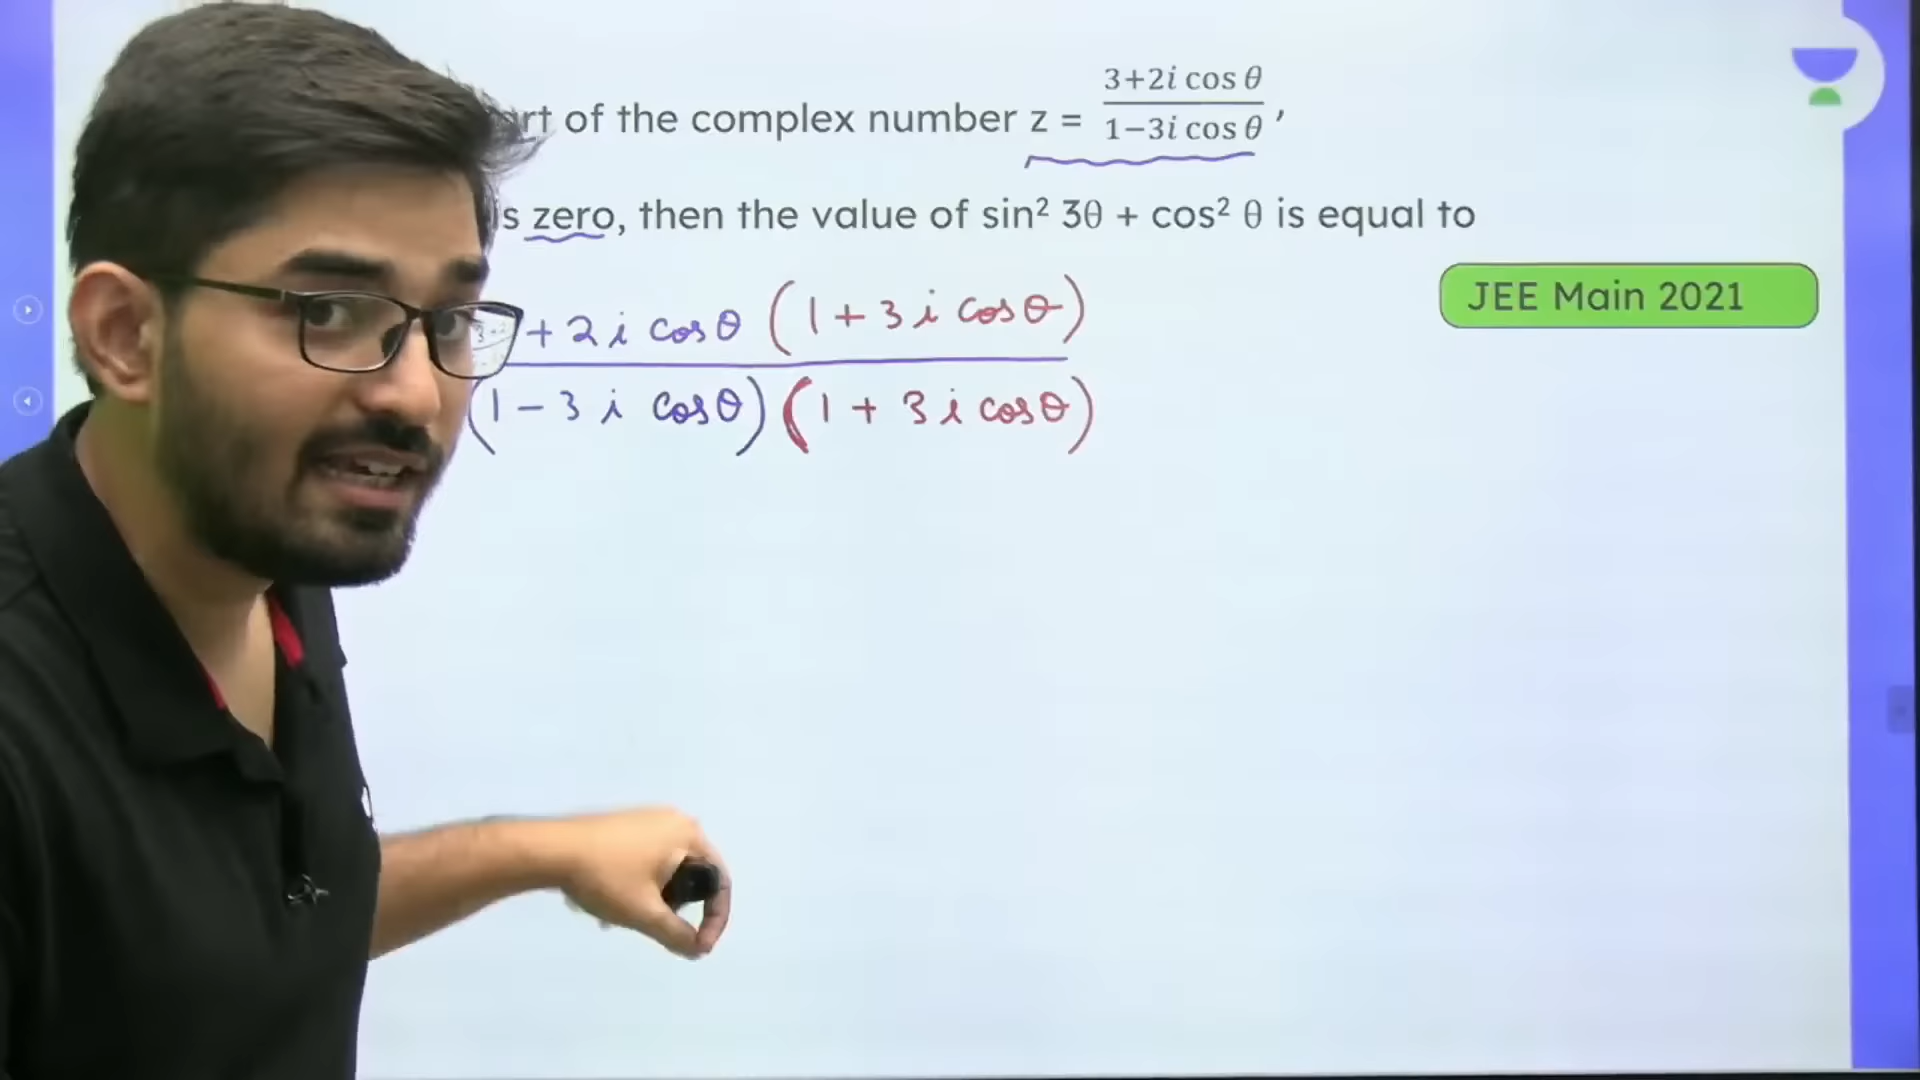 of the complex number z = 3+2i cos θ / 1−3i cos θ ,
zero, then the value of sin² 3θ + cos² θ is equal to
JEE Main 2021
+ 2 i cos θ (1 + 3 i cos θ)
(1 − 3 i cos θ) (1 + 3 i cos θ)